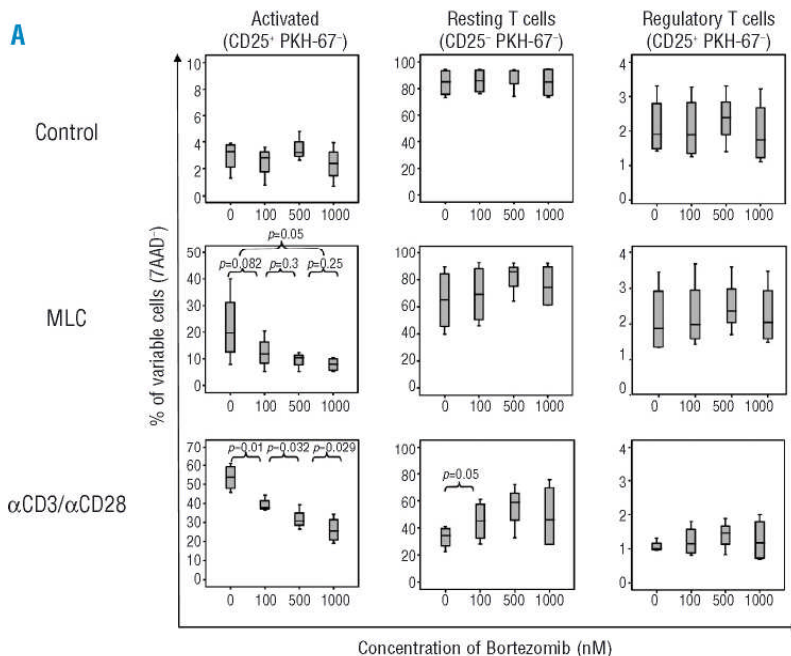 A
Activated
(CD25⁺ PKH-67⁻)
Resting T cells
(CD25⁻ PKH-67⁻)
Regulatory T cells
(CD25⁺ PKH-67⁻)
Control
10
8
6
4
2
0
0 100 500 1000
100
80
60
40
20
0
0 100 500 1000
4
3
2
1
0
0 100 500 1000
MLC
p=0.05
p=0.082 p=0.3 p=0.25
50
40
30
20
10
0
0 100 500 1000
100
80
60
40
20
0
0 100 500 1000
4
3
2
1
0
0 100 500 1000
αCD3/αCD28
p=0.01 p=0.032 p=0.029
70
60
50
40
30
20
10
0
0 100 500 1000
p=0.05
100
80
60
40
20
0
0 100 500 1000
4
3
2
1
0
0 100 500 1000
% of variable cells (7AAD⁻)
Concentration of Bortezomib (nM)